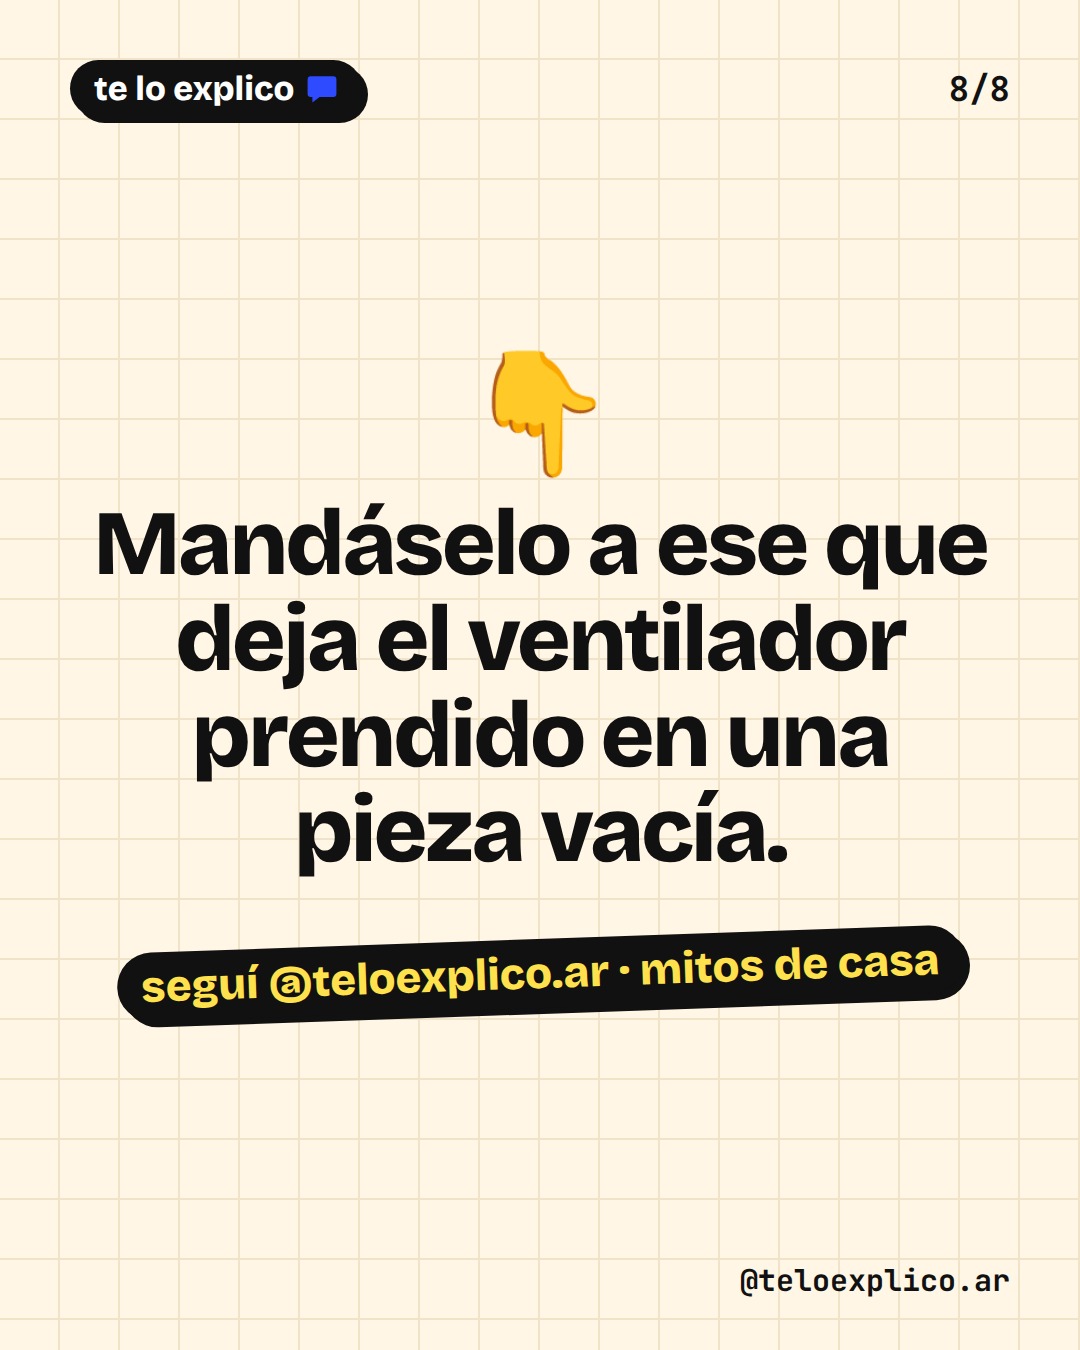 te lo explico
8/8
Mandáselo a ese que
deja el ventilador
prendido en una
pieza vacía.
seguí @teloexplico.ar · mitos de casa
@teloexplico.ar